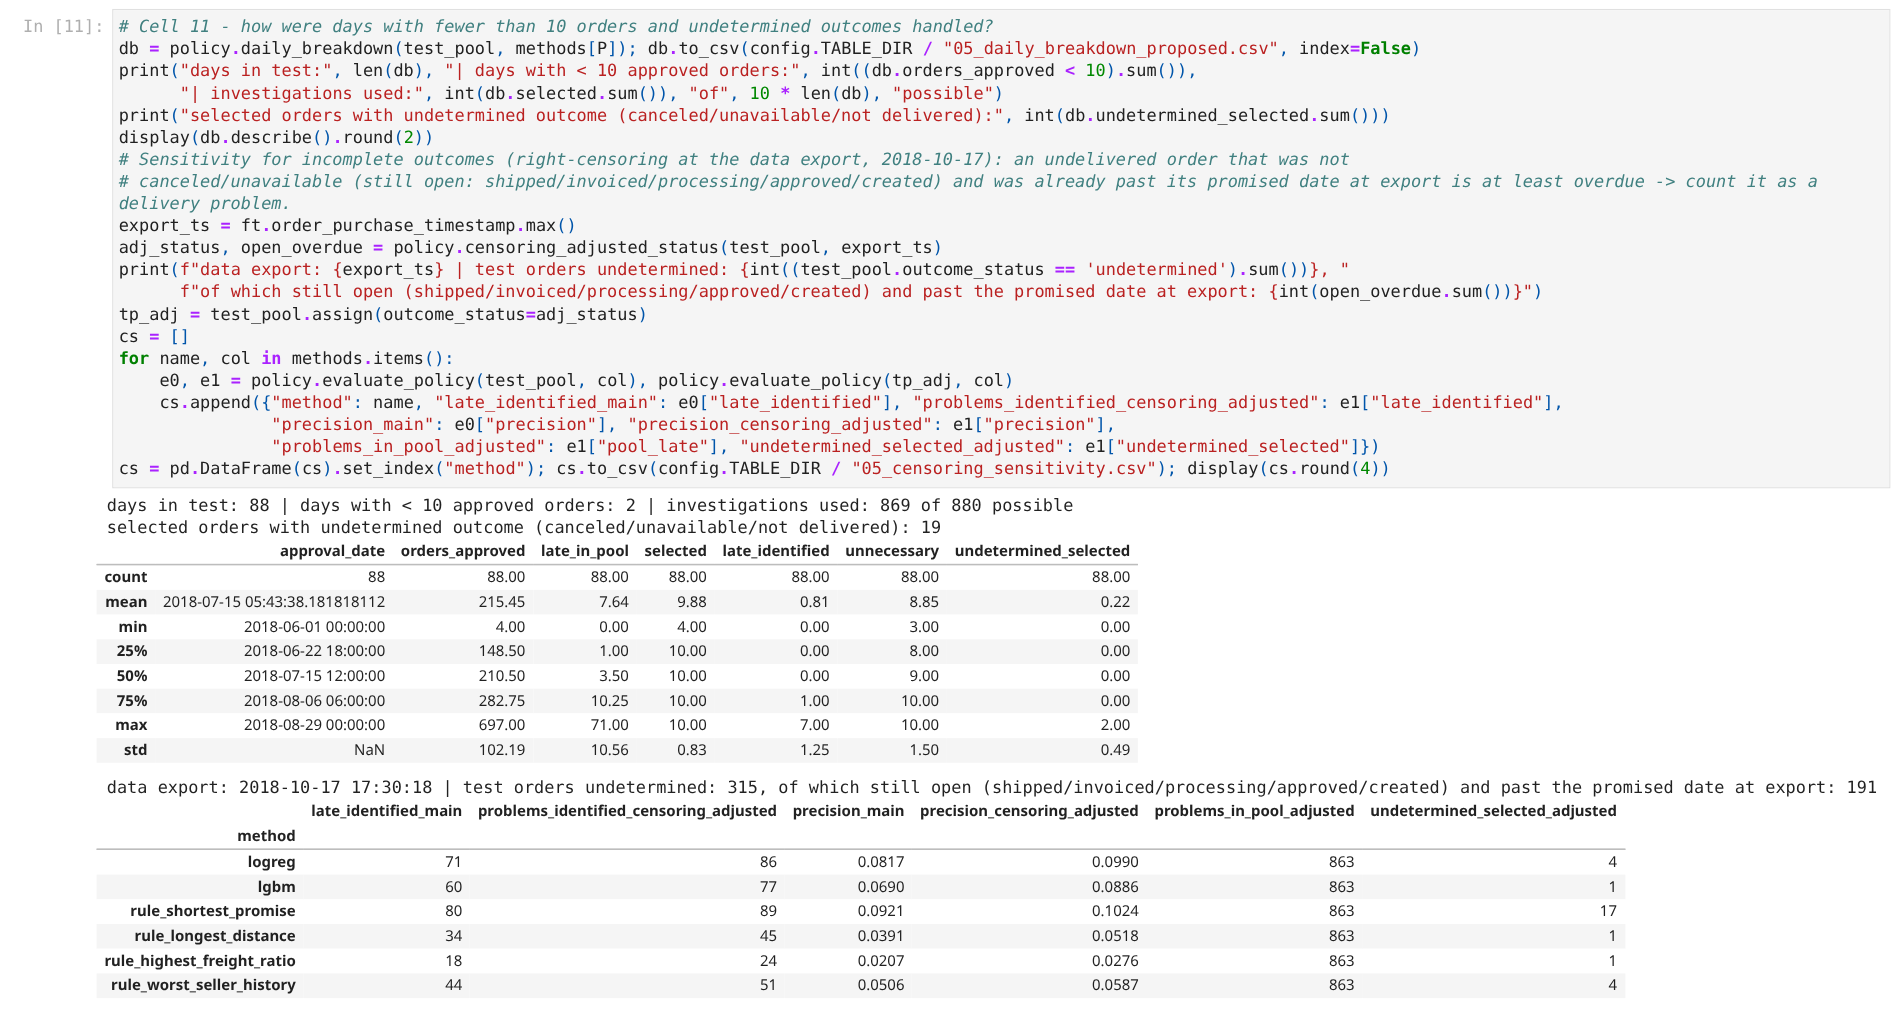 In [11]:
# Cell 11 - how were days with fewer than 10 orders and undetermined outcomes handled?
db = policy.daily_breakdown(test_pool, methods[P]); db.to_csv(config.TABLE_DIR / "05_daily_breakdown_proposed.csv", index=False)
print("days in test:", len(db), "| days with < 10 approved orders:", int((db.orders_approved < 10).sum()),
      "| investigations used:", int(db.selected.sum()), "of", 10 * len(db), "possible")
print("selected orders with undetermined outcome (canceled/unavailable/not delivered):", int(db.undetermined_selected.sum()))
display(db.describe().round(2))
# Sensitivity for incomplete outcomes (right-censoring at the data export, 2018-10-17): an undelivered order that was not
# canceled/unavailable (still open: shipped/invoiced/processing/approved/created) and was already past its promised date at export is at least overdue -> count it as a
delivery problem.
export_ts = ft.order_purchase_timestamp.max()
adj_status, open_overdue = policy.censoring_adjusted_status(test_pool, export_ts)
print(f"data export: {export_ts} | test orders undetermined: {int((test_pool.outcome_status == 'undetermined').sum())}, "
      f"of which still open (shipped/invoiced/processing/approved/created) and past the promised date at export: {int(open_overdue.sum())}")
tp_adj = test_pool.assign(outcome_status=adj_status)
cs = []
for name, col in methods.items():
    e0, e1 = policy.evaluate_policy(test_pool, col), policy.evaluate_policy(tp_adj, col)
    cs.append({"method": name, "late_identified_main": e0["late_identified"], "problems_identified_censoring_adjusted": e1["late_identified"],
               "precision_main": e0["precision"], "precision_censoring_adjusted": e1["precision"],
               "problems_in_pool_adjusted": e1["pool_late"], "undetermined_selected_adjusted": e1["undetermined_selected"]})
cs = pd.DataFrame(cs).set_index("method"); cs.to_csv(config.TABLE_DIR / "05_censoring_sensitivity.csv"); display(cs.round(4))
days in test: 88 | days with < 10 approved orders: 2 | investigations used: 869 of 880 possible
selected orders with undetermined outcome (canceled/unavailable/not delivered): 19
approval_date orders_approved late_in_pool selected late_identified unnecessary undetermined_selected
count 88 88.00 88.00 88.00 88.00 88.00 88.00
mean 2018-07-15 05:43:38.181818112 215.45 7.64 9.88 0.81 8.85 0.22
min 2018-06-01 00:00:00 4.00 0.00 4.00 0.00 3.00 0.00
25% 2018-06-22 18:00:00 148.50 1.00 10.00 0.00 8.00 0.00
50% 2018-07-15 12:00:00 210.50 3.50 10.00 0.00 9.00 0.00
75% 2018-08-06 06:00:00 282.75 10.25 10.00 1.00 10.00 0.00
max 2018-08-29 00:00:00 697.00 71.00 10.00 7.00 10.00 2.00
std NaN 102.19 10.56 0.83 1.25 1.50 0.49
data export: 2018-10-17 17:30:18 | test orders undetermined: 315, of which still open (shipped/invoiced/processing/approved/created) and past the promised date at export: 191
late_identified_main problems_identified_censoring_adjusted precision_main precision_censoring_adjusted problems_in_pool_adjusted undetermined_selected_adjusted
method
logreg 71 86 0.0817 0.0990 863 4
lgbm 60 77 0.0690 0.0886 863 1
rule_shortest_promise 80 89 0.0921 0.1024 863 17
rule_longest_distance 34 45 0.0391 0.0518 863 1
rule_highest_freight_ratio 18 24 0.0207 0.0276 863 1
rule_worst_seller_history 44 51 0.0506 0.0587 863 4